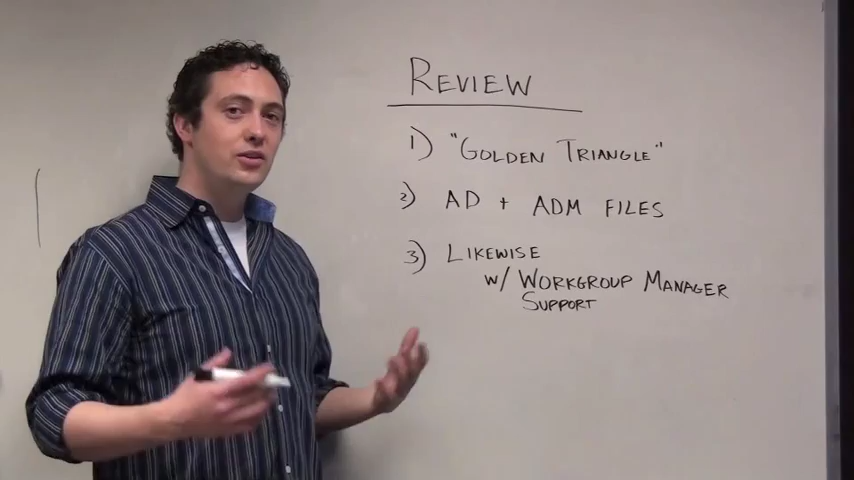 REVIEW
1) "GOLDEN TRIANGLE"
2) AD + ADM FILES
3) LIKEWISE
w/ WORKGROUP MANAGER
SUPPORT